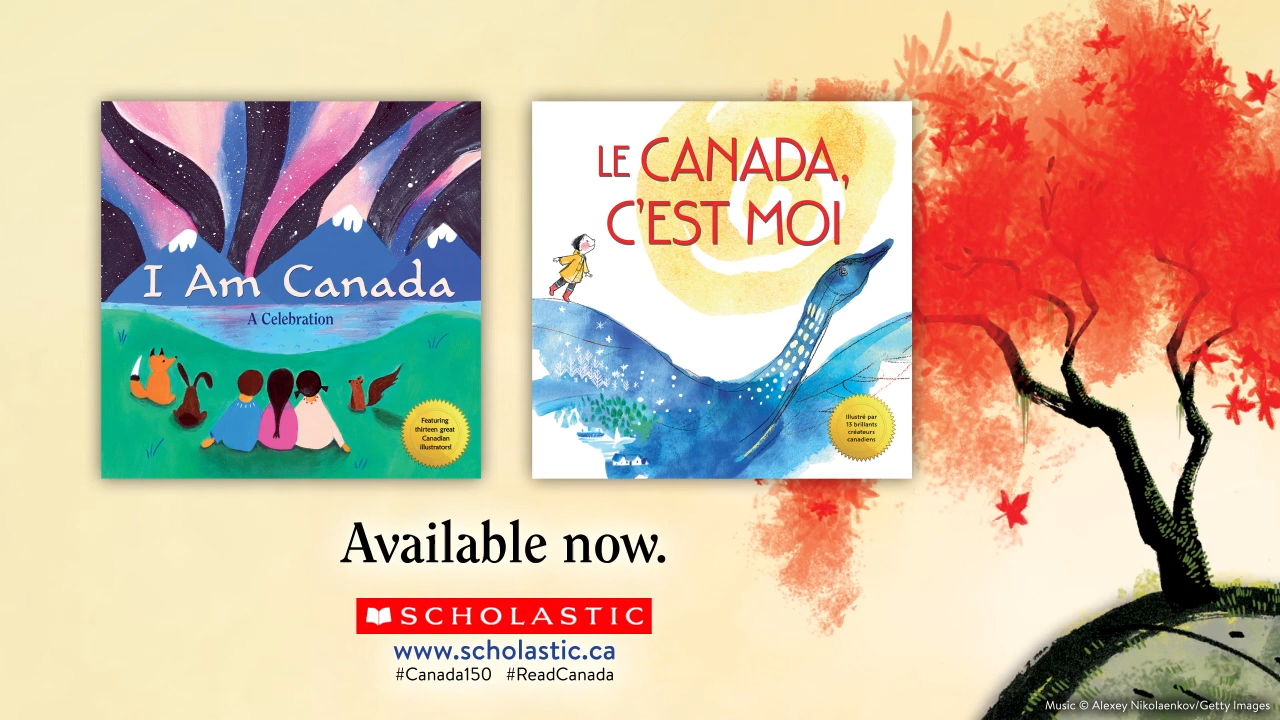 I Am Canada
A Celebration
Featuring
thirteen great
Canadian
illustrators!
LE CANADA,
C'EST MOI
Illustré par
13 brillants
créateurs
canadiens
Available now.
SCHOLASTIC
www.scholastic.ca
#Canada150 #ReadCanada
Music © Alexey Nikolaenkov/Getty Images